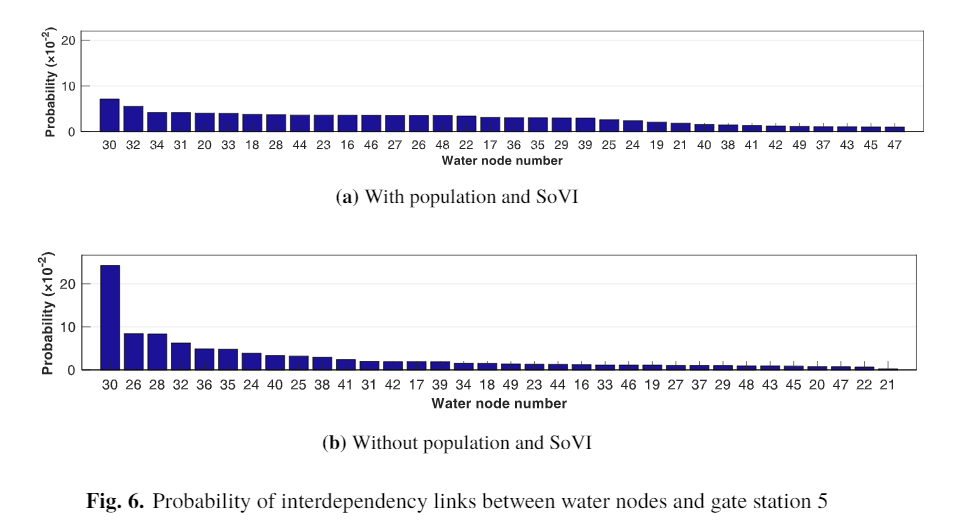 Probability (×10⁻²)
20
10
0
30 32 34 31 20 33 18 28 44 23 16 46 27 26 48 22 17 36 35 29 39 25 24 19 21 40 38 41 42 49 37 43 45 47
Water node number
(a) With population and SoVI
Probability (×10⁻²)
20
10
0
30 26 28 32 36 35 24 40 25 38 41 31 42 17 39 34 18 49 23 44 16 33 46 19 27 37 29 48 43 45 20 47 22 21
Water node number
(b) Without population and SoVI
Fig. 6. Probability of interdependency links between water nodes and gate station 5